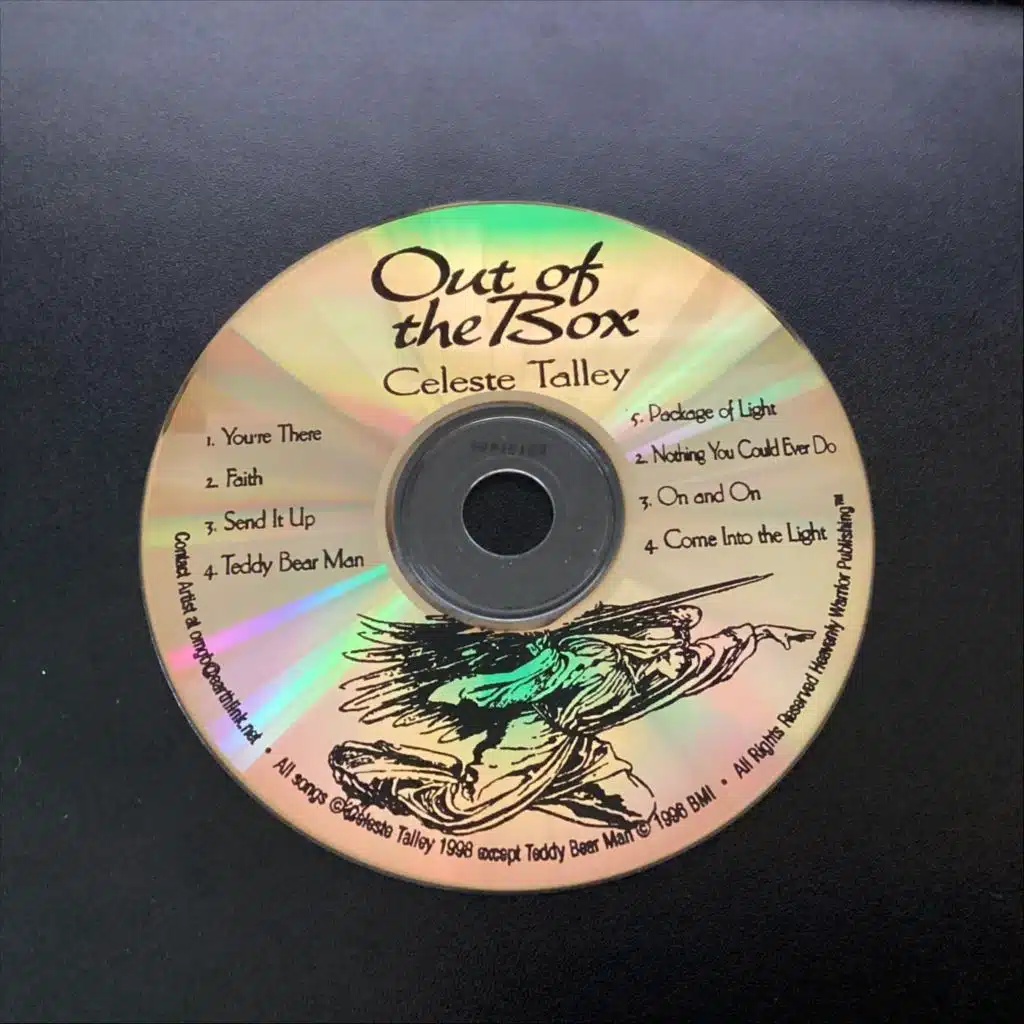 Out of
the Box
Celeste Talley
1. You're There
2. Faith
3. Send It Up
4. Teddy Bear Man
5. Package of Light
2. Nothing You Could Ever Do
3. On and On
4. Come Into the Light
Contact Artist at omgb@earthlink.net • All songs © Celeste Talley 1998 except Teddy Bear Man © 1996 BMI • All Rights Reserved Heavenly Warrior Publishing™